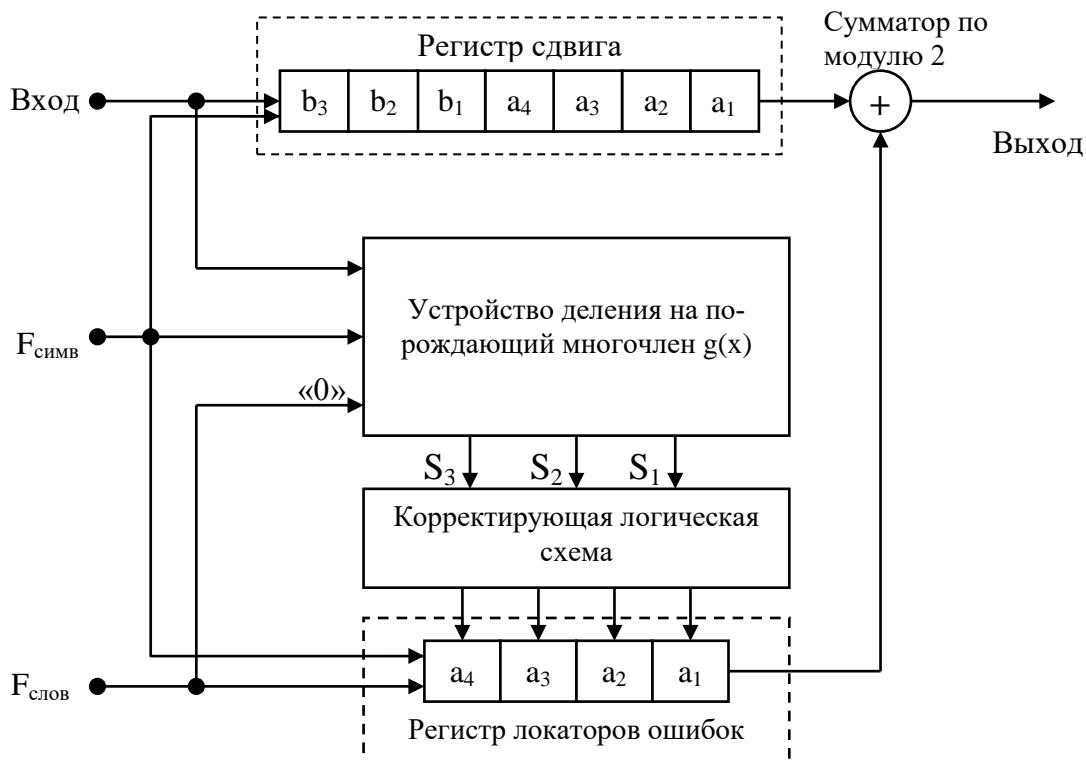 Сумматор по
модулю 2
Регистр сдвига
Вход
b₃ b₂ b₁ a₄ a₃ a₂ a₁
+
Выход
Устройство деления на по-
рождающий многочлен g(x)
Fсимв
«0»
S₃ S₂ S₁
Корректирующая логическая
схема
Fслов
a₄ a₃ a₂ a₁
Регистр локаторов ошибок